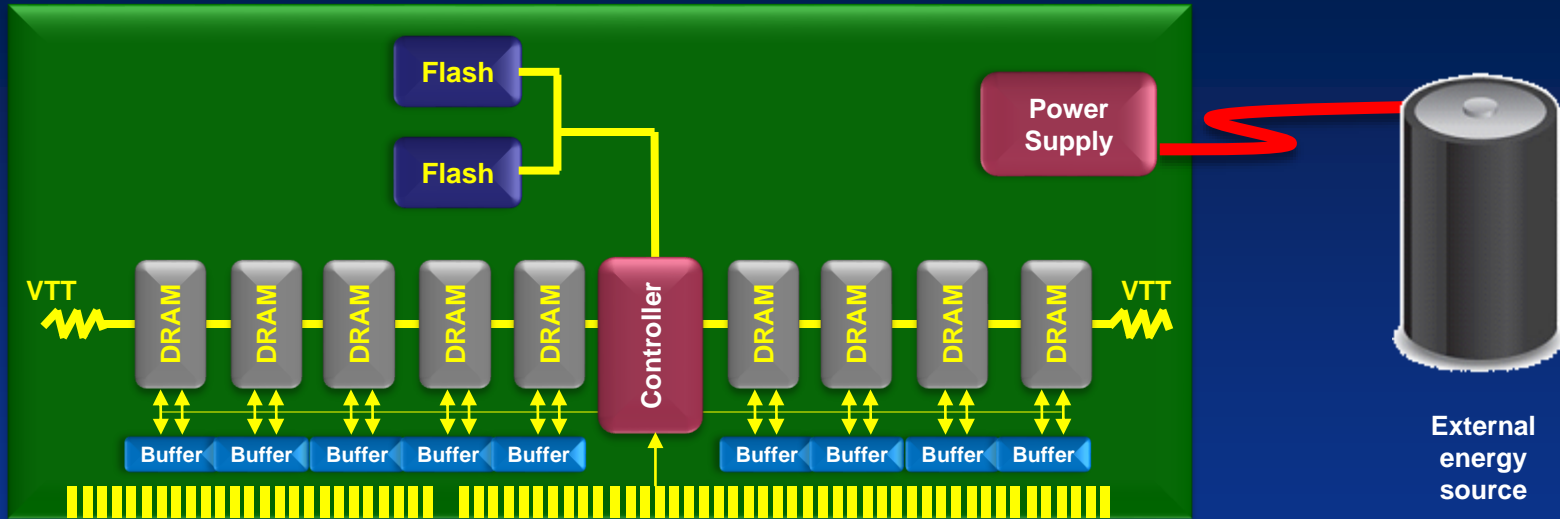 Flash
Flash
Power
Supply
VTT
DRAM
DRAM
DRAM
DRAM
DRAM
Controller
DRAM
DRAM
DRAM
DRAM
VTT
Buffer
Buffer
Buffer
Buffer
Buffer
Buffer
Buffer
Buffer
Buffer
External
energy
source